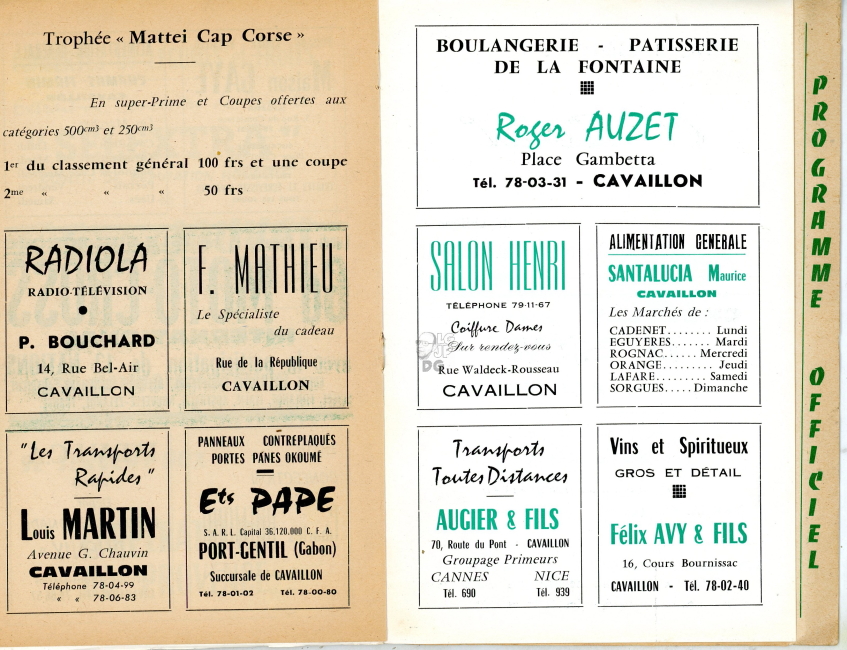 Trophée « Mattei Cap Corse »
En super-Prime et Coupes offertes aux
catégories 500cm3 et 250cm3
1er du classement général 100 frs et une coupe
2me « « « 50 frs
RADIOLA
RADIO-TÉLÉVISION
P. BOUCHARD
14, Rue Bel-Air
CAVAILLON
F. MATHIEU
Le Spécialiste
du cadeau
Rue de la République
CAVAILLON
"Les Transports
Rapides"
Louis MARTIN
Avenue G. Chauvin
CAVAILLON
Téléphone 78-04-99
« « 78-06-83
PANNEAUX CONTREPLAQUÉS
PORTES PANES OKOUMÉ
Ets PAPE
S. A. R. L. Capital 36.120.000 C. F. A.
PORT-GENTIL (Gabon)
Succursale de CAVAILLON
Tél. 78-01-02 Tél. 78-00-80
BOULANGERIE - PATISSERIE
DE LA FONTAINE
Roger AUZET
Place Gambetta
Tél. 78-03-31 - CAVAILLON
SALON HENRI
TÉLÉPHONE 79-11-67
Coiffure Dames
Sur rendez-vous
Rue Waldeck-Rousseau
CAVAILLON
ALIMENTATION GENERALE
SANTALUCIA Maurice
CAVAILLON
Les Marchés de :
CADENET........ Lundi
EGUYERES....... Mardi
ROGNAC...... Mercredi
ORANGE......... Jeudi
LAFARE......... Samedi
SORGUES..... Dimanche
Transports
Toutes Distances
AUGIER & FILS
70, Route du Pont - CAVAILLON
Groupage Primeurs
CANNES NICE
Tél. 690 Tél. 939
Vins et Spiritueux
GROS ET DÉTAIL
Félix AVY & FILS
16, Cours Bournissac
CAVAILLON - Tél. 78-02-40
PROGRAMME OFFICIEL